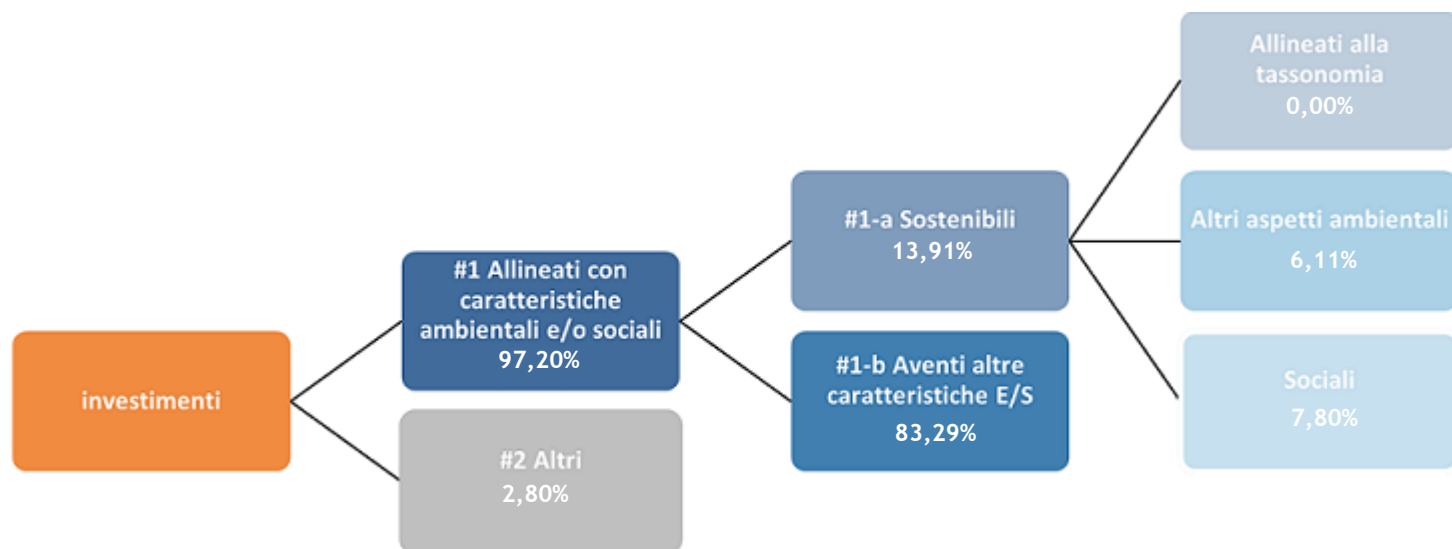 investimenti
#1 Allineati con
caratteristiche
ambientali e/o sociali
97,20%
#2 Altri
2,80%
#1-a Sostenibili
13,91%
#1-b Aventi altre
caratteristiche E/S
83,29%
Allineati alla
tassonomia
0,00%
Altri aspetti ambientali
6,11%
Sociali
7,80%